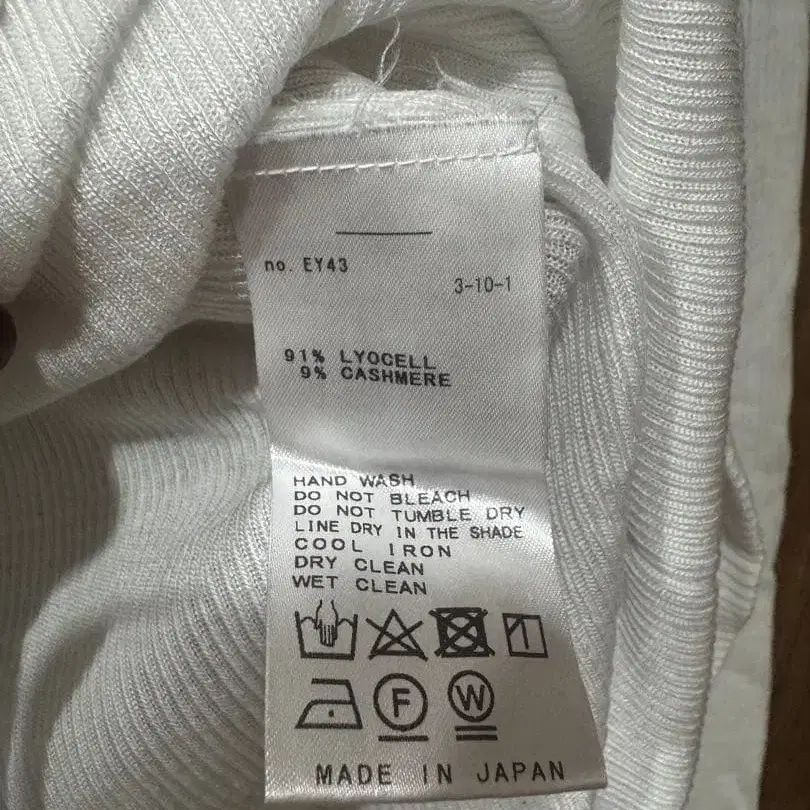 no. EY43
3-10-1
91% LYOCELL
9% CASHMERE
HAND WASH
DO NOT BLEACH
DO NOT TUMBLE DRY
LINE DRY IN THE SHADE
COOL IRON
DRY CLEAN
WET CLEAN
F W
MADE IN JAPAN